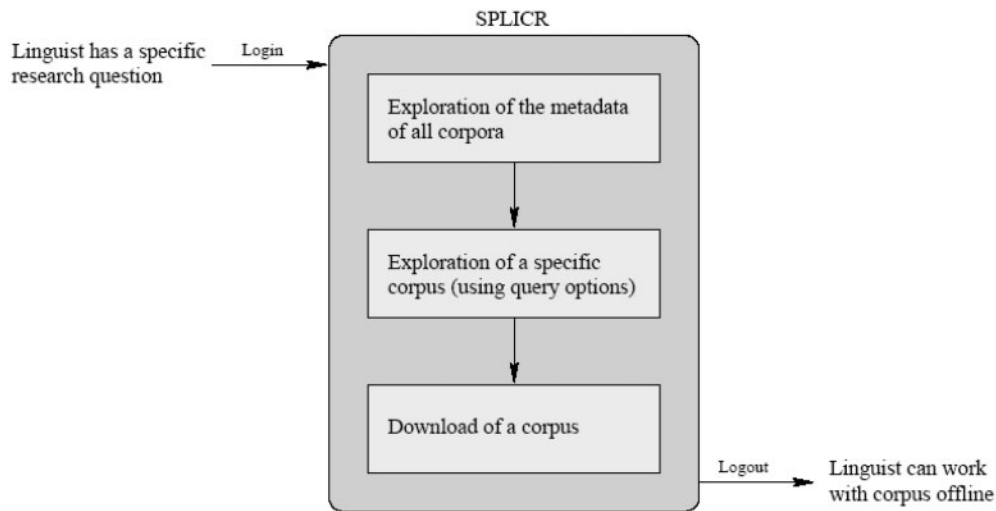 SPLICR
Linguist has a specific
research question
Login
Exploration of the metadata
of all corpora
Exploration of a specific
corpus (using query options)
Download of a corpus
Logout
Linguist can work
with corpus offline